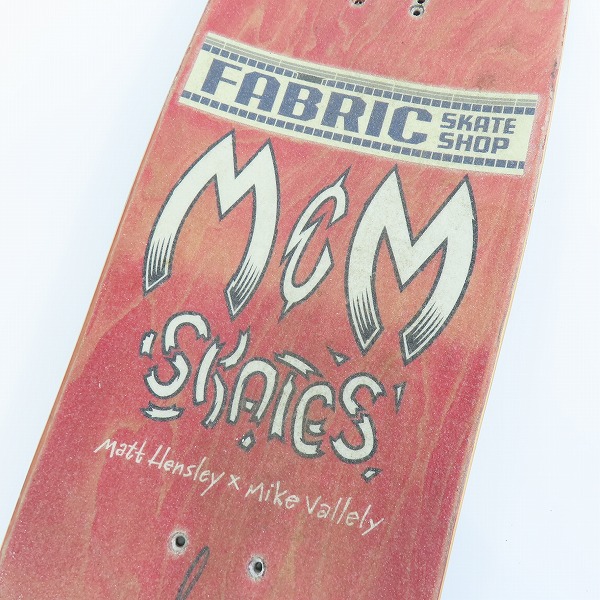 FABRIC SKATE SHOP
M&M
SKATES
Matt Hensley x Mike Vallely